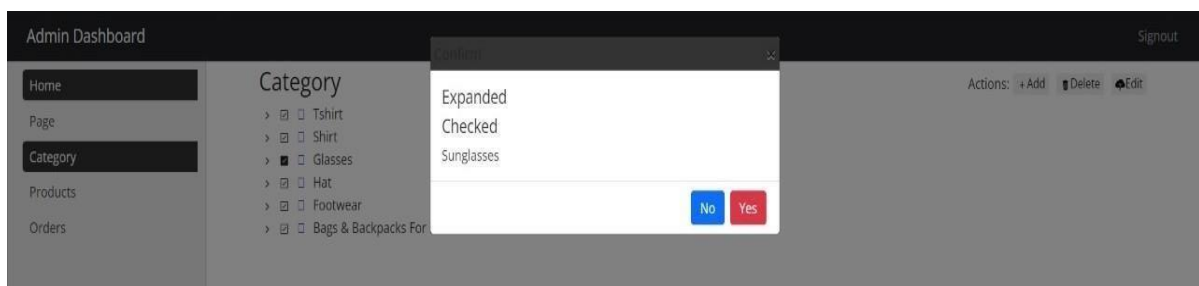 Admin Dashboard
Signout
Confirm
×
Home
Page
Category
Products
Orders
Category
Tshirt
Shirt
Glasses
Hat
Footwear
Bags & Backpacks For
Expanded
Checked
Sunglasses
No Yes
Actions: +Add Delete Edit